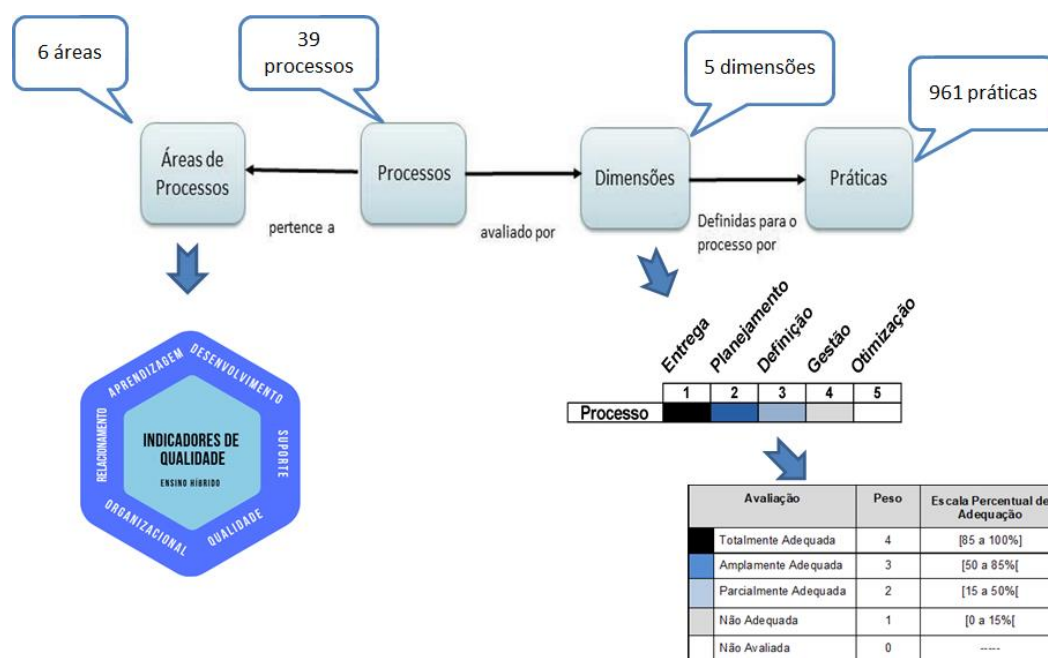 6 áreas
39
processos
5 dimensões
961 práticas
Áreas de
Processos
Processos
Dimensões
Práticas
pertence a
avaliado por
Definidas para o
processo por
APRENDIZAGEM
DESENVOLVIMENTO
RELACIONAMENTO
SUPORTE
ORGANIZACIONAL
QUALIDADE
INDICADORES DE
QUALIDADE
ENSINO HÍBRIDO
Entrega
Planejamento
Definição
Gestão
Otimização
1 2 3 4 5
Processo
Avaliação Peso Escala Percentual de
Adequação
Totalmente Adequada 4 [85 a 100%]
Amplamente Adequada 3 [50 a 85%[
Parcialmente Adequada 2 [15 a 50%[
Não Adequada 1 [0 a 15%[
Não Avaliada 0 -----